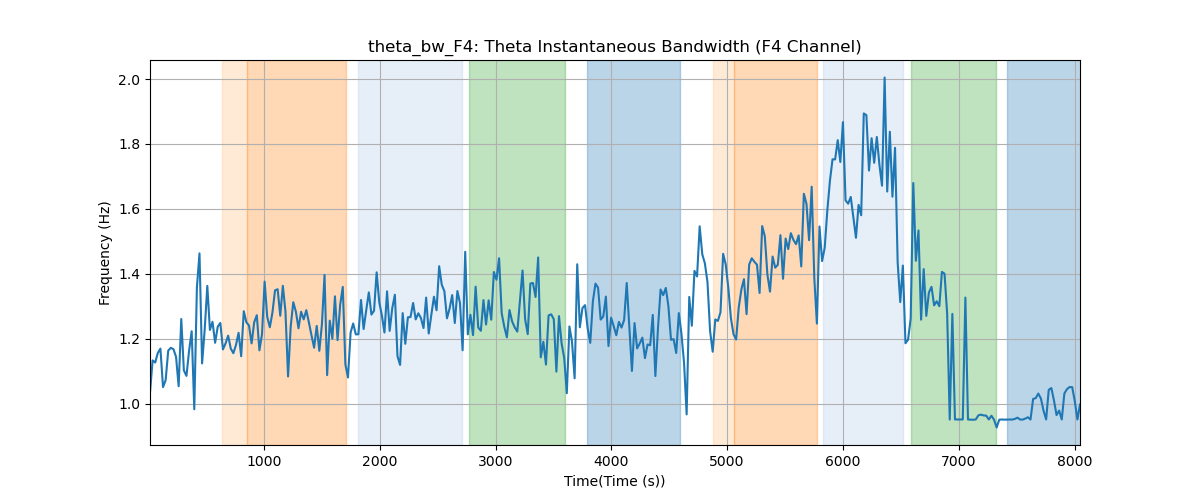 theta_bw_F4: Theta Instantaneous Bandwidth (F4 Channel)
Frequency (Hz)
2.0
1.8
1.6
1.4
1.2
1.0
1000 2000 3000 4000 5000 6000 7000 8000
Time(Time (s))